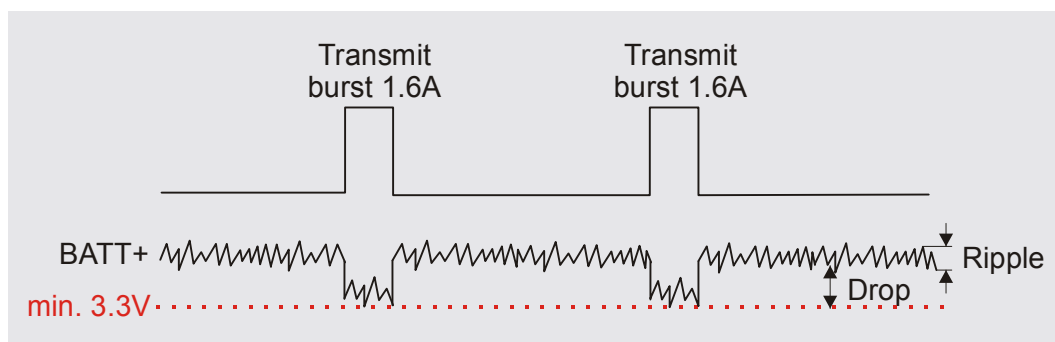 Transmit
burst 1.6A
Transmit
burst 1.6A
BATT+
Ripple
Drop
min. 3.3V